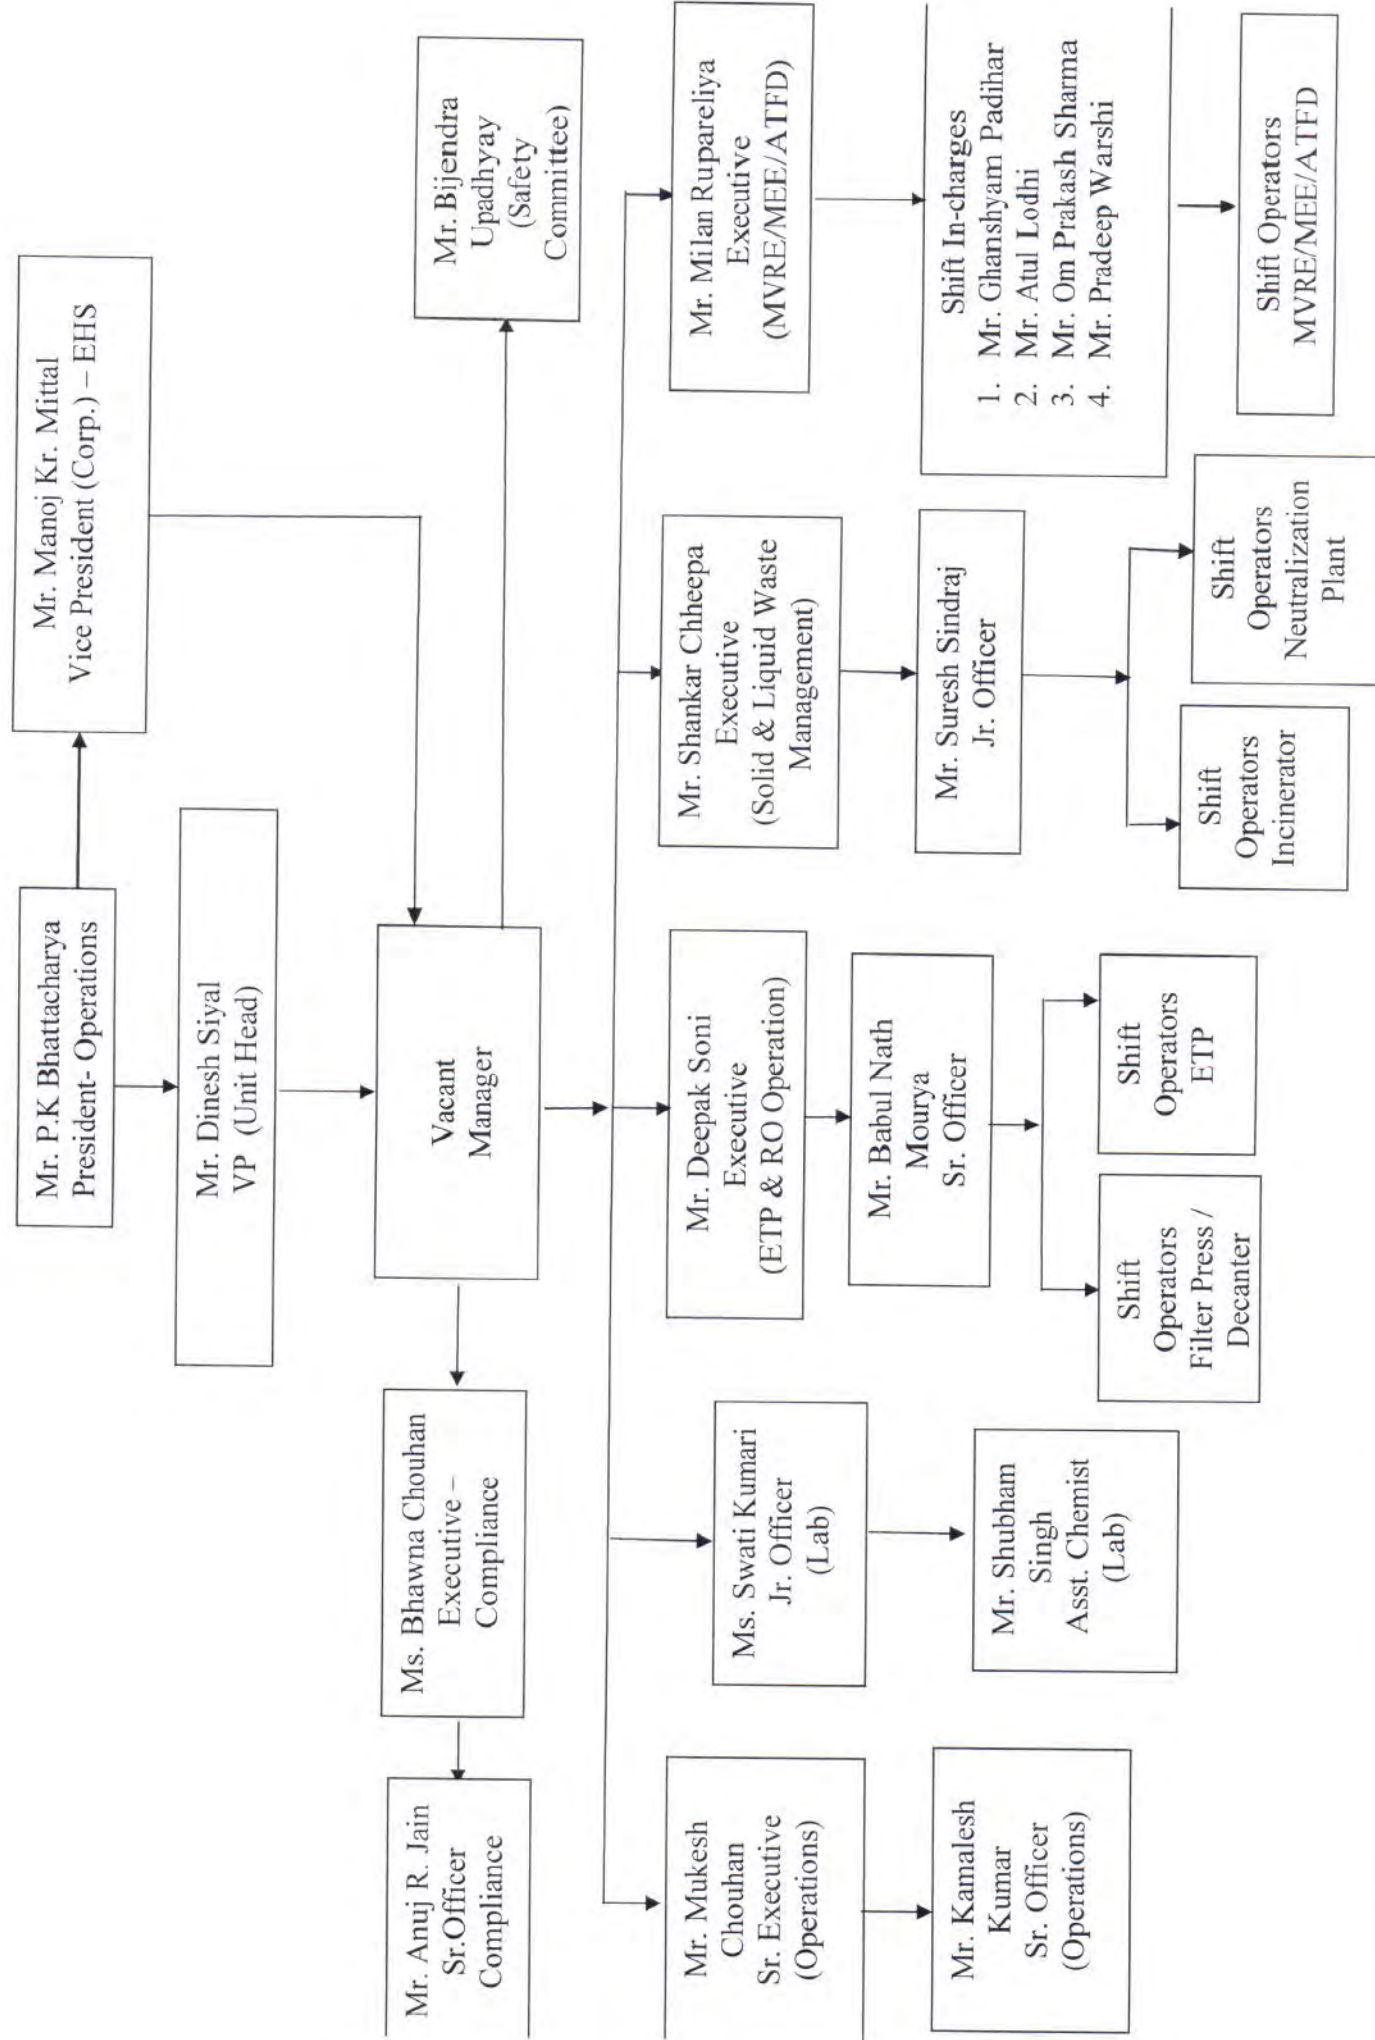 Mr. P.K Bhattacharya
President- Operations
Mr. Manoj Kr. Mittal
Vice President (Corp.) – EHS
Mr. Dinesh Siyal
VP (Unit Head)
Vacant
Manager
Mr. Anuj R. Jain
Sr.Officer
Compliance
Ms. Bhawna Chouhan
Executive –
Compliance
Mr. Bijendra
Upadhyay
(Safety
Committee)
Mr. Mukesh
Chouhan
Sr. Executive
(Operations)
Ms. Swati Kumari
Jr. Officer
(Lab)
Mr. Deepak Soni
Executive
(ETP & RO Operation)
Mr. Shankar Chheepa
Executive
(Solid & Liquid Waste
Management)
Mr. Milan Rupareliya
Executive
(MVRE/MEE/ATFD)
Mr. Kamalesh
Kumar
Sr. Officer
(Operations)
Mr. Shubham
Singh
Asst. Chemist
(Lab)
Mr. Babul Nath
Mourya
Sr. Officer
Mr. Suresh Sindraj
Jr. Officer
Shift In-charges
1. Mr. Ghanshyam Padihar
2. Mr. Atul Lodhi
3. Mr. Om Prakash Sharma
4. Mr. Pradeep Warshi
Shift
Operators
Filter Press /
Decanter
Shift
Operators
ETP
Shift
Operators
Incinerator
Shift
Operators
Neutralization
Plant
Shift Operators
MVRE/MEE/ATFD